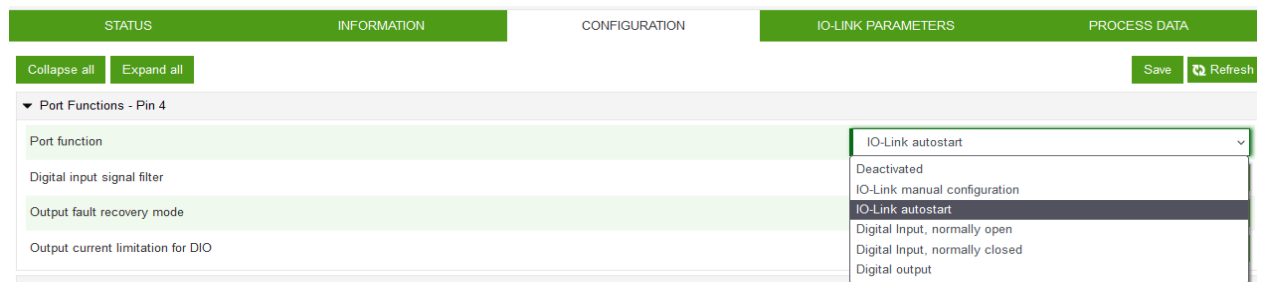 STATUS INFORMATION CONFIGURATION IO-LINK PARAMETERS PROCESS DATA
Collapse all Expand all Save Refresh
Port Functions - Pin 4
Port function IO-Link autostart
Deactivated
Digital input signal filter
IO-Link manual configuration
Output fault recovery mode IO-Link autostart
Digital Input, normally open
Output current limitation for DIO Digital Input, normally closed
Digital output